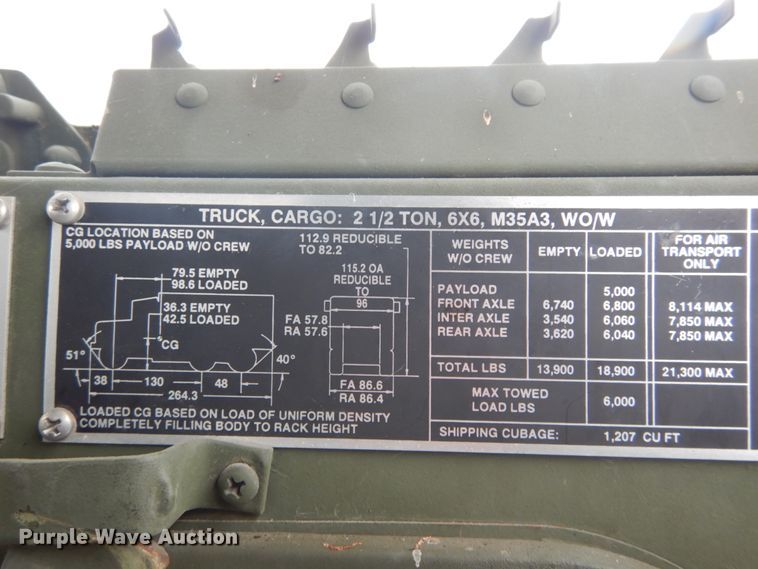 TRUCK, CARGO: 2 1/2 TON, 6X6, M35A3, WO/W
CG LOCATION BASED ON
5,000 LBS PAYLOAD W/O CREW
79.5 EMPTY
98.6 LOADED
36.3 EMPTY
42.5 LOADED
CG
51° 40°
38 130 48
264.3
LOADED CG BASED ON LOAD OF UNIFORM DENSITY
COMPLETELY FILLING BODY TO RACK HEIGHT
112.9 REDUCIBLE
TO 82.2
115.2 OA
REDUCIBLE
TO
96
FA 57.8
RA 57.6
FA 86.6
RA 86.4
WEIGHTS
W/O CREW
EMPTY LOADED
FOR AIR
TRANSPORT
ONLY
PAYLOAD 5,000
FRONT AXLE 6,740 6,800 8,114 MAX
INTER AXLE 3,540 6,060 7,850 MAX
REAR AXLE 3,620 6,040 7,850 MAX
TOTAL LBS 13,900 18,900 21,300 MAX
MAX TOWED
LOAD LBS 6,000
SHIPPING CUBAGE: 1,207 CU FT
Purple Wave Auction